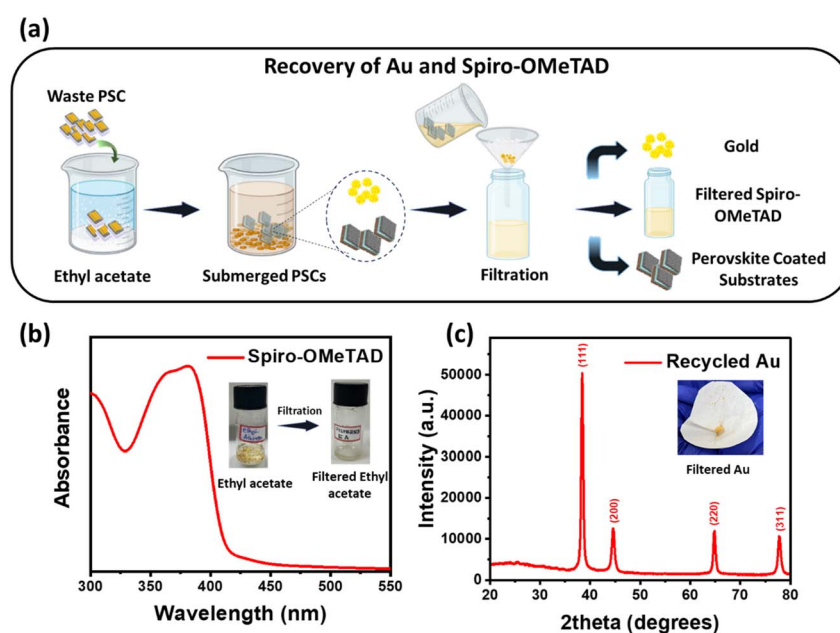 (a)
Recovery of Au and Spiro-OMeTAD
Waste PSC
Ethyl acetate
Submerged PSCs
Filtration
Gold
Filtered Spiro-
OMeTAD
Perovskite Coated
Substrates
(b)
Absorbance
Spiro-OMeTAD
Filtration
Ethyl
Acetate
Ethyl acetate
Filtered Ethyl
acetate
300
350
400
450
500
550
Wavelength (nm)
(c)
Intensity (a.u.)
50000
40000
30000
20000
10000
0
(111)
(200)
(220)
(311)
Recycled Au
Filtered Au
20
30
40
50
60
70
80
2theta (degrees)